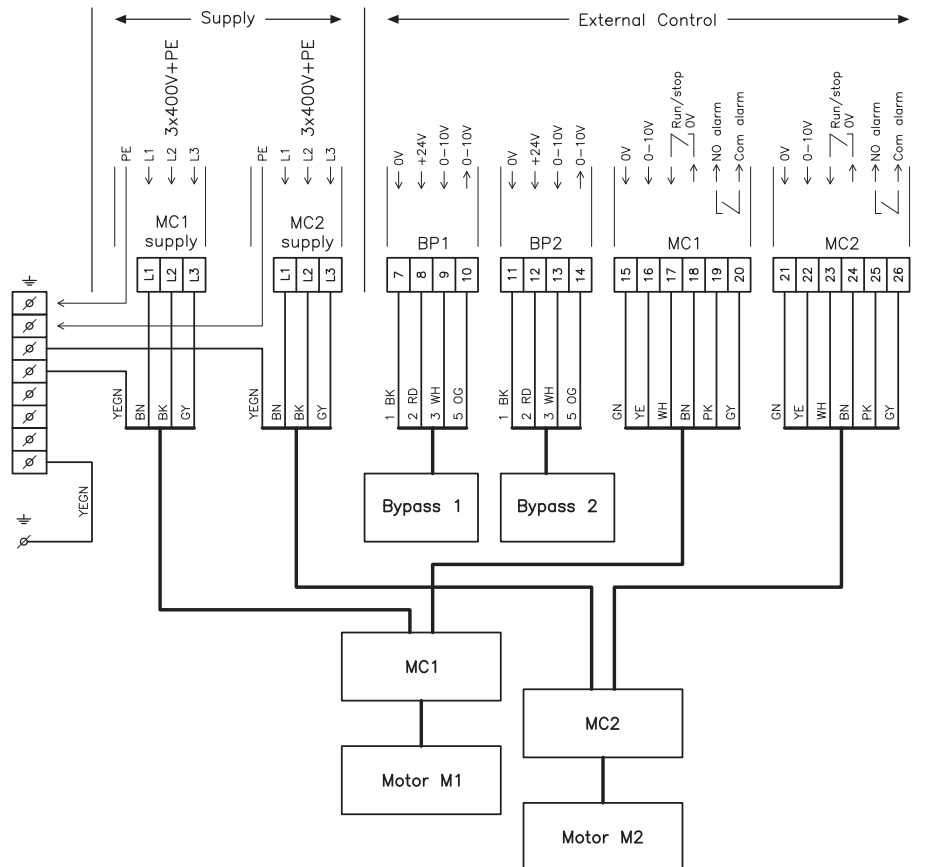 Supply
External Control
3x400V+PE
3x400V+PE
PE
L1
L2
L3
PE
L1
L2
L3
0V
+24V
0-10V
0-10V
0V
+24V
0-10V
0-10V
0V
0-10V
Run/stop
0V
NO alarm
Com alarm
0V
0-10V
Run/stop
0V
NO alarm
Com alarm
MC1
supply
MC2
supply
BP1
BP2
MC1
MC2
L1
L2
L3
L1
L2
L3
7
8
9
10
11
12
13
14
15
16
17
18
19
20
21
22
23
24
25
26
YEGN
BN
BK
GY
YEGN
BN
BK
GY
1 BK
2 RD
3 WH
5 OG
1 BK
2 RD
3 WH
5 OG
GN
YE
WH
BN
PK
GY
GN
YE
WH
BN
PK
GY
YEGN
Bypass 1
Bypass 2
MC1
MC2
Motor M1
Motor M2